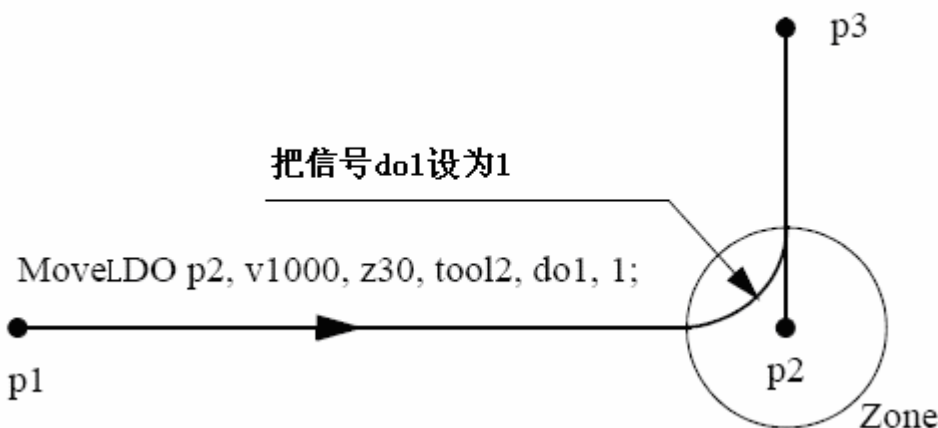 p3
把信号do1设为1
MoveLDO p2, v1000, z30, tool2, do1, 1;
p1
p2
Zone